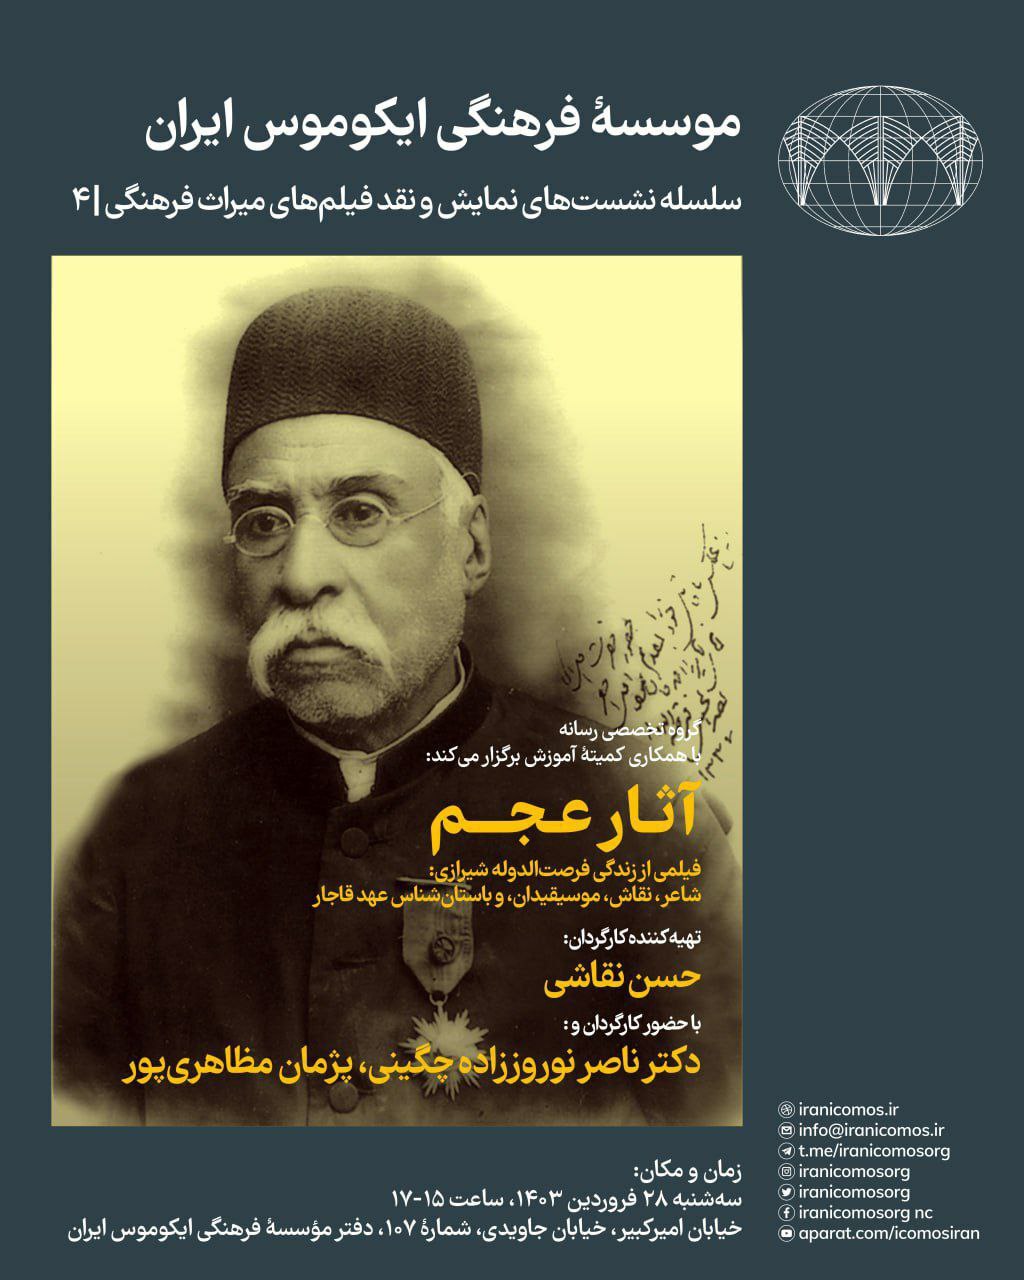 موسسهٔ فرهنگی ایکوموس ایران
سلسله نشست‌های نمایش و نقد فیلم‌های میراث فرهنگی | ۴
گروه تخصصی رسانه
با همکاری کمیتهٔ آموزش برگزار می‌کند:
آثار عجم
فیلمی از زندگی فرصت‌الدوله شیرازی:
شاعر، نقاش، موسیقیدان، و باستان‌شناس عهد قاجار
تهیه‌کننده کارگردان:
حسن نقاشی
با حضور کارگردان و:
دکتر ناصر نوروززاده چگینی، پژمان مظاهری‌پور
زمان و مکان:
سه‌شنبه ۲۸ فروردین ۱۴۰۳، ساعت ۱۵-۱۷
خیابان امیرکبیر، خیابان جاویدی، شمارهٔ ۱۰۷، دفتر مؤسسهٔ فرهنگی ایکوموس ایران
iranicomos.ir
info@iranicomos.ir
t.me/iranicomosorg
iranicomosorg
iranicomosorg
iranicomosorg nc
aparat.com/icomosiran